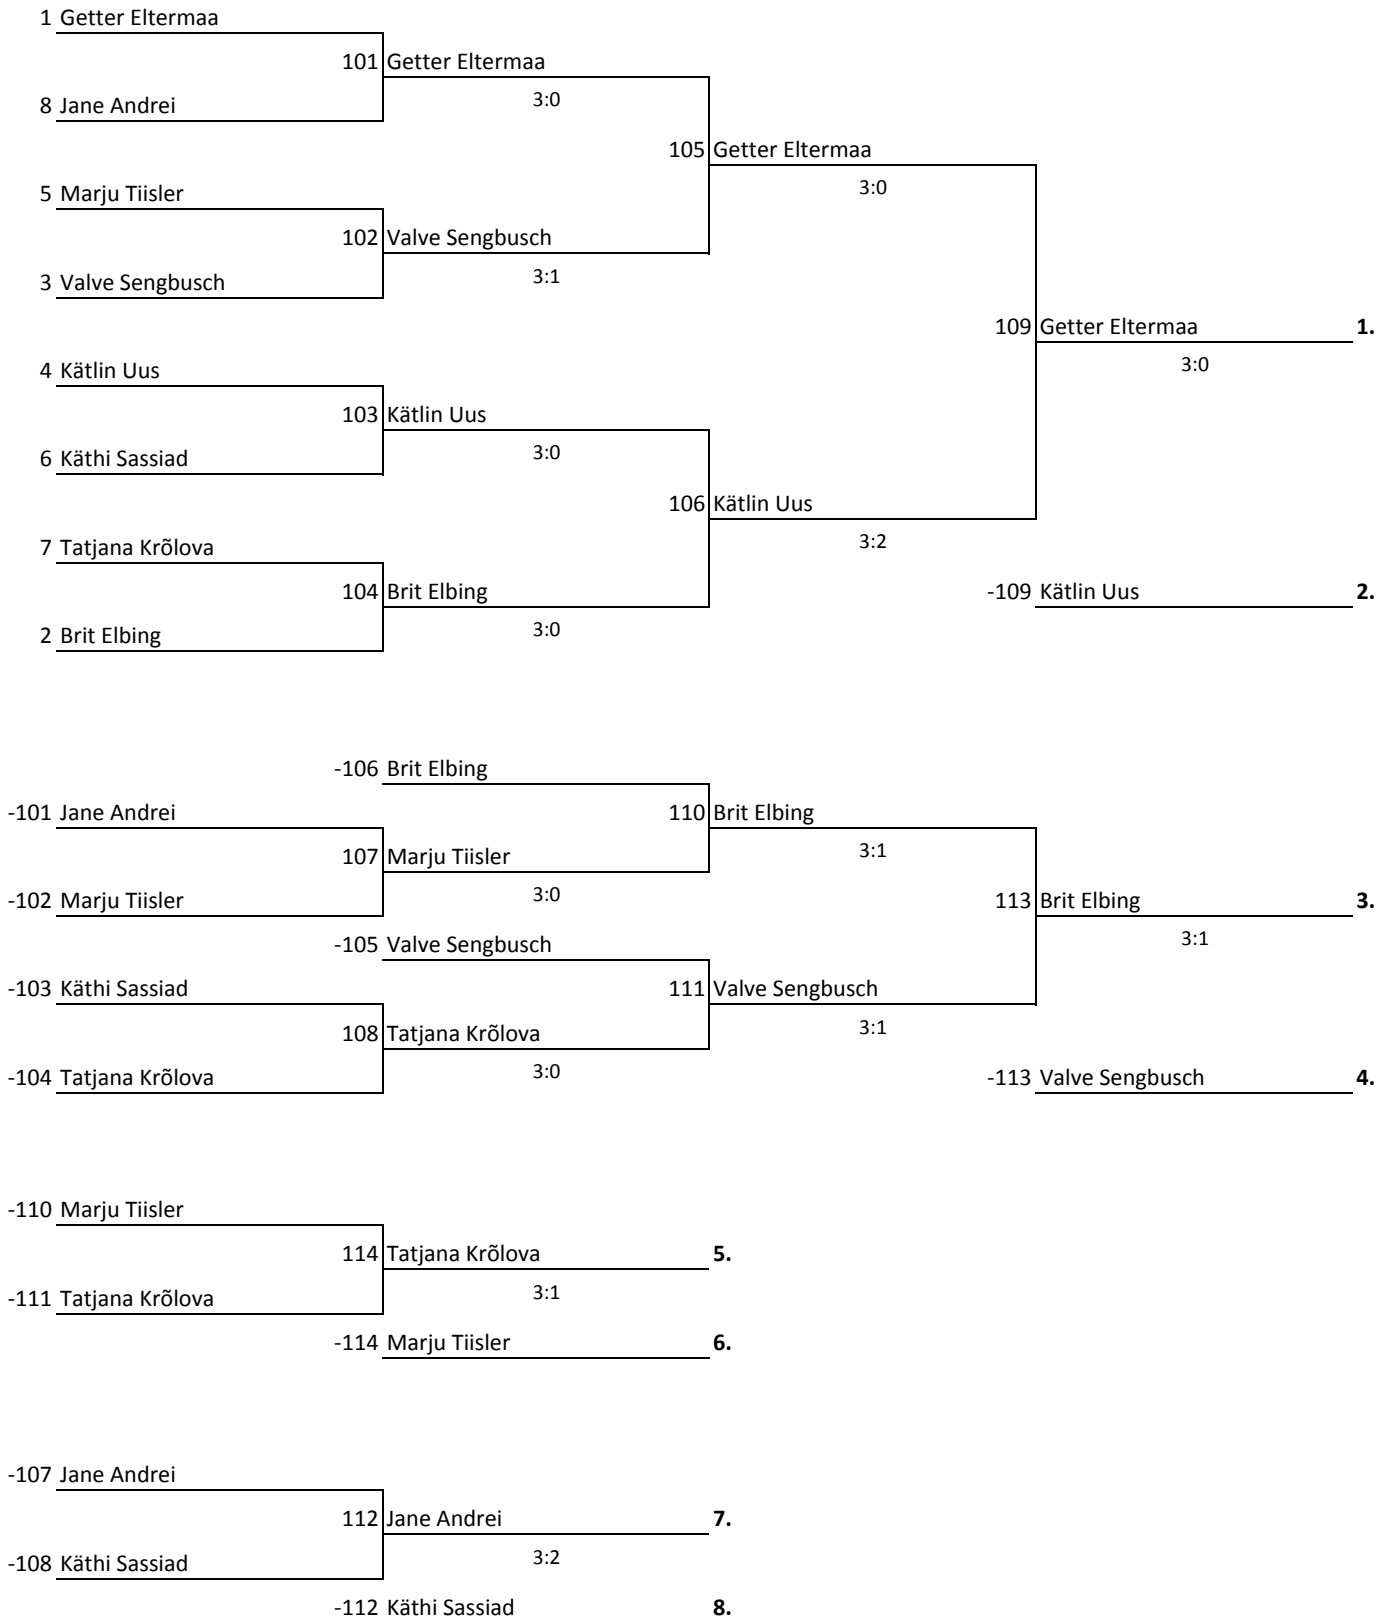 1 Getter Eltermaa
101 Getter Eltermaa
8 Jane Andrei
3:0
105 Getter Eltermaa
5 Marju Tiisler
3:0
102 Valve Sengbusch
3 Valve Sengbusch
3:1
109 Getter Eltermaa 1.
4 Kätlin Uus
3:0
103 Kätlin Uus
6 Käthi Sassiad
3:0
106 Kätlin Uus
7 Tatjana Krõlova
3:2
104 Brit Elbing
-109 Kätlin Uus 2.
2 Brit Elbing
3:0
-106 Brit Elbing
-101 Jane Andrei
110 Brit Elbing
107 Marju Tiisler
3:1
-102 Marju Tiisler
3:0
113 Brit Elbing 3.
-105 Valve Sengbusch
3:1
-103 Käthi Sassiad
111 Valve Sengbusch
108 Tatjana Krõlova
3:1
-104 Tatjana Krõlova
3:0
-113 Valve Sengbusch 4.
-110 Marju Tiisler
114 Tatjana Krõlova 5.
-111 Tatjana Krõlova
3:1
-114 Marju Tiisler 6.
-107 Jane Andrei
112 Jane Andrei 7.
-108 Käthi Sassiad
3:2
-112 Käthi Sassiad 8.